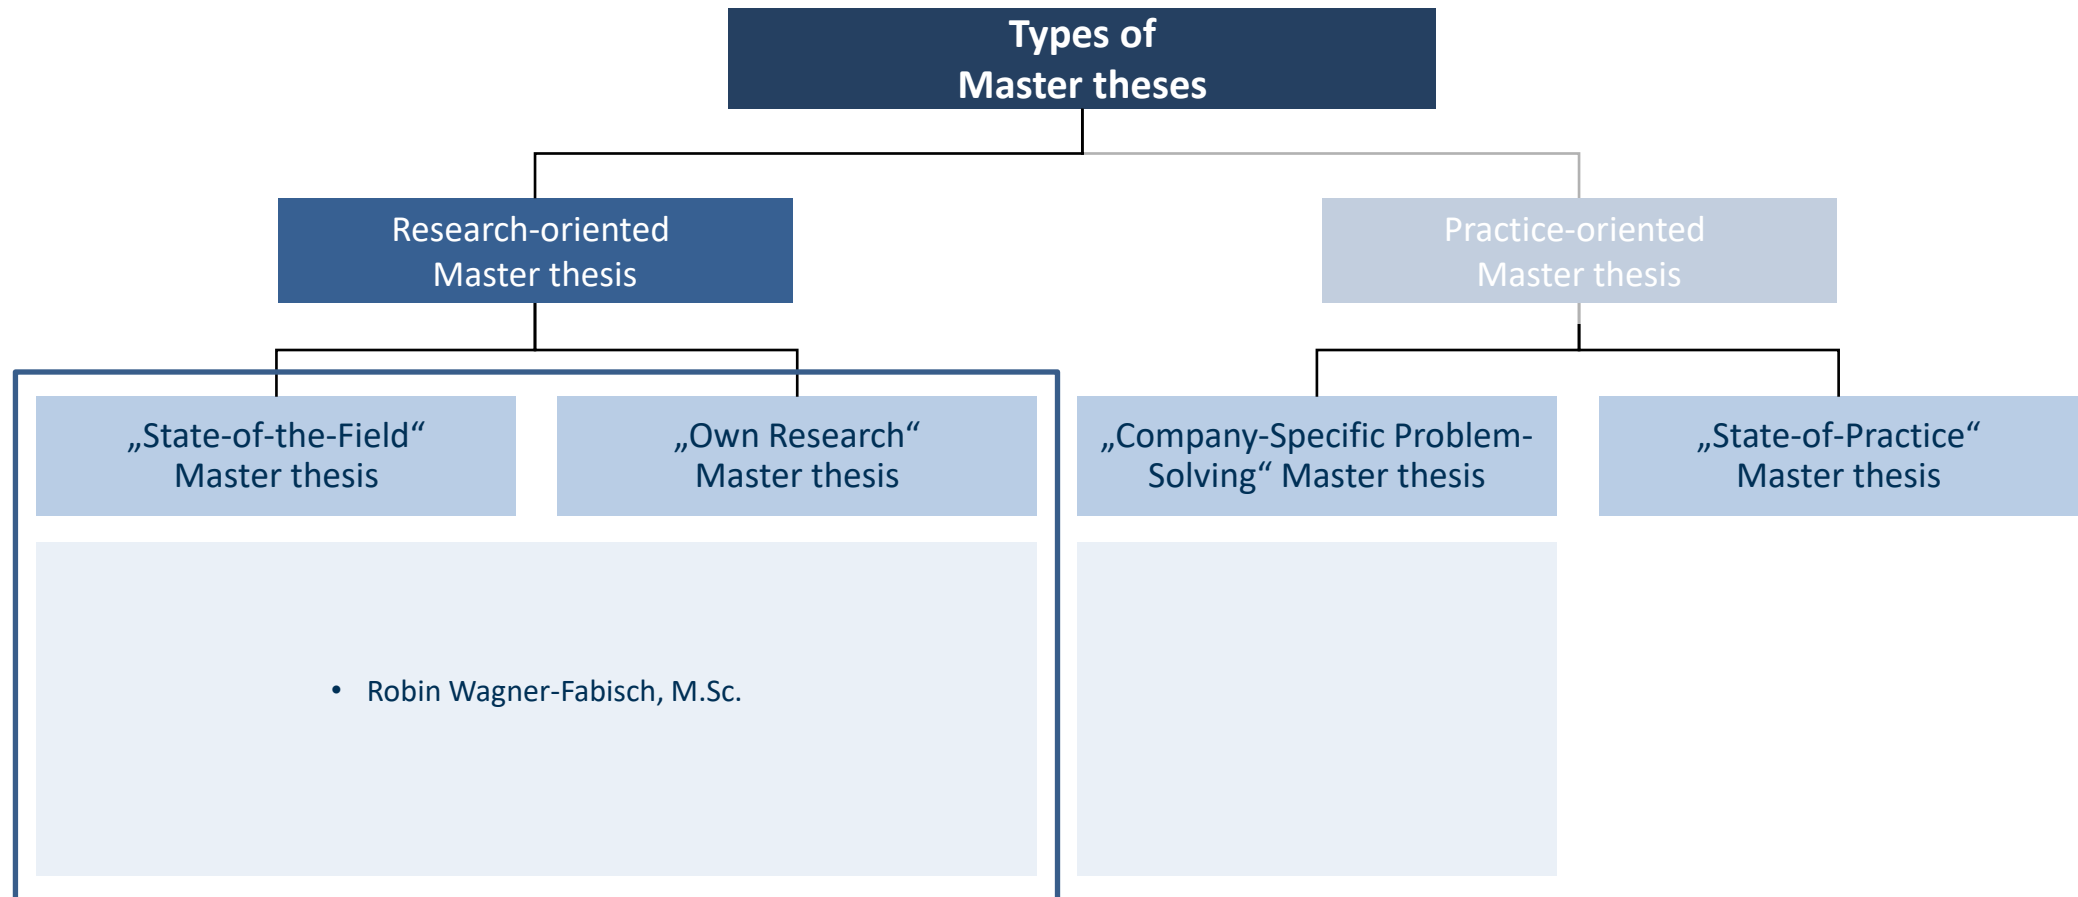 Types of
Master theses
Research-oriented
Master thesis
Practice-oriented
Master thesis
„State-of-the-Field“
Master thesis
„Own Research“
Master thesis
„Company-Specific Problem-
Solving“ Master thesis
„State-of-Practice“
Master thesis
• Robin Wagner-Fabisch, M.Sc.